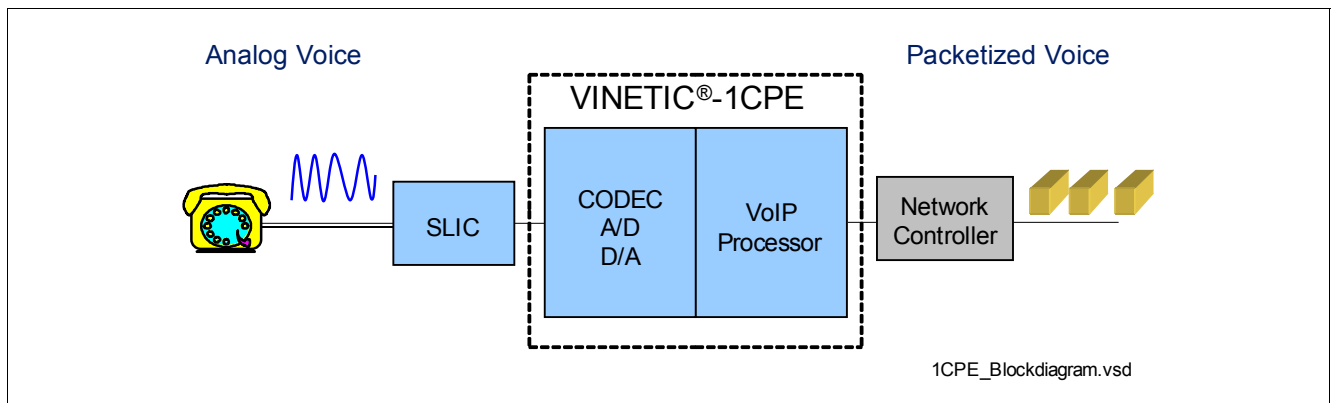 Analog Voice
Packetized Voice
VINETIC®-1CPE
SLIC
CODEC
A/D
D/A
VoIP
Processor
Network
Controller
1CPE_Blockdiagram.vsd